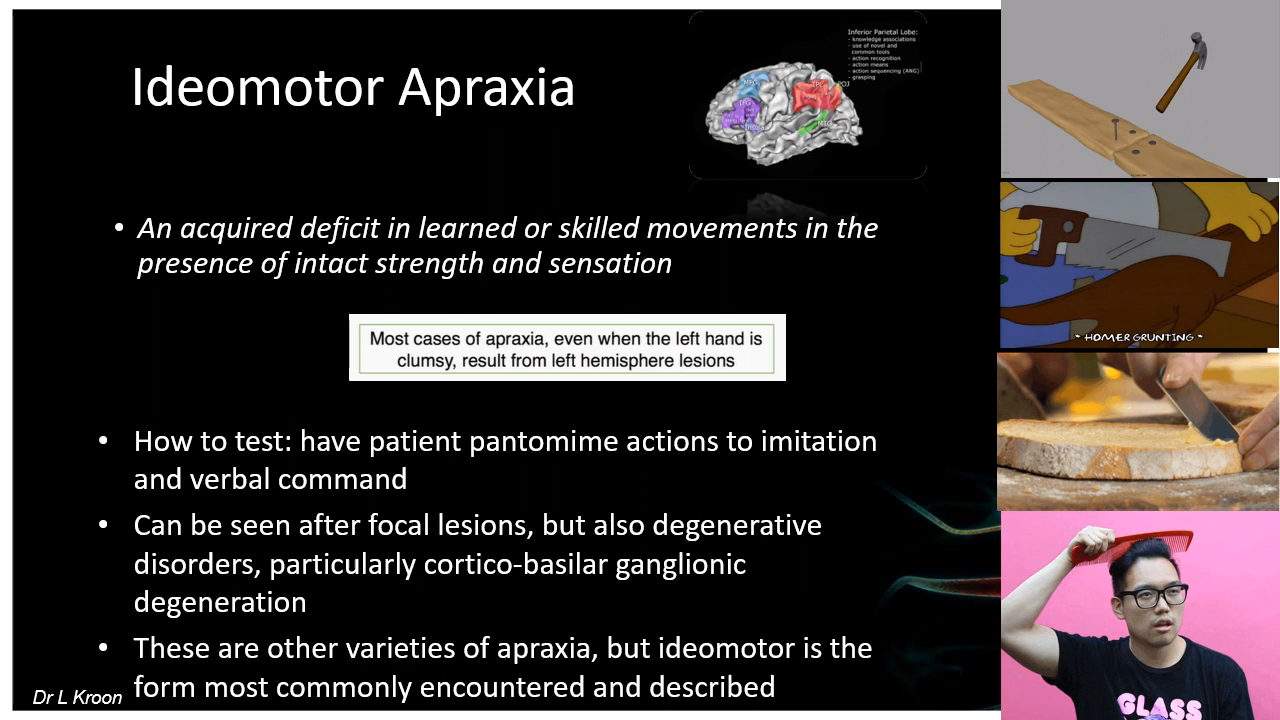 Ideomotor Apraxia
Inferior Parietal Lobe:
- knowledge associations
- use of novel and
common tools
- action recognition
- action means
- action sequencing (ANG)
- grasping
• An acquired deficit in learned or skilled movements in the
presence of intact strength and sensation
Most cases of apraxia, even when the left hand is
clumsy, result from left hemisphere lesions
• How to test: have patient pantomime actions to imitation
and verbal command
• Can be seen after focal lesions, but also degenerative
disorders, particularly cortico-basilar ganglionic
degeneration
• These are other varieties of apraxia, but ideomotor is the
form most commonly encountered and described
Dr L Kroon
- HOMER GRUNTING -
GLASS